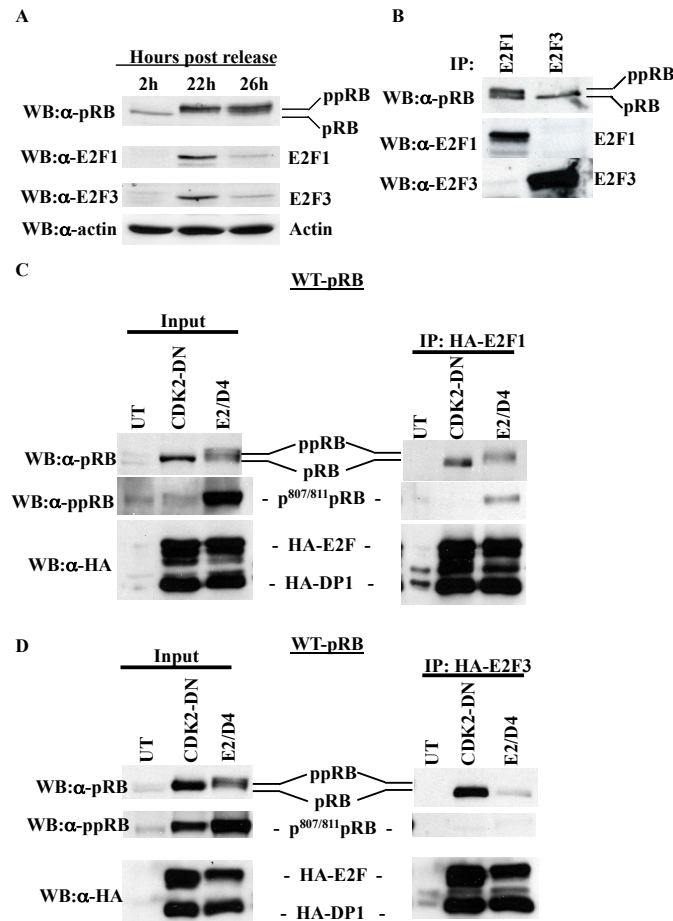 A
Hours post release
2h 22h 26h
WB:α-pRB
ppRB
pRB
WB:α-E2F1
E2F1
WB:α-E2F3
E2F3
WB:α-actin
Actin
B
IP:
E2F1
E2F3
WB:α-pRB
ppRB
pRB
WB:α-E2F1
E2F1
WB:α-E2F3
E2F3
C
WT-pRB
Input
IP: HA-E2F1
UT
CDK2-DN
E2/D4
UT
CDK2-DN
E2/D4
WB:α-pRB
ppRB
pRB
WB:α-ppRB
- p807/811pRB -
WB:α-HA
- HA-E2F -
- HA-DP1 -
D
WT-pRB
Input
IP: HA-E2F3
UT
CDK2-DN
E2/D4
UT
CDK2-DN
E2/D4
WB:α-pRB
ppRB
pRB
WB:α-ppRB
- p807/811pRB -
WB:α-HA
- HA-E2F -
- HA-DP1 -